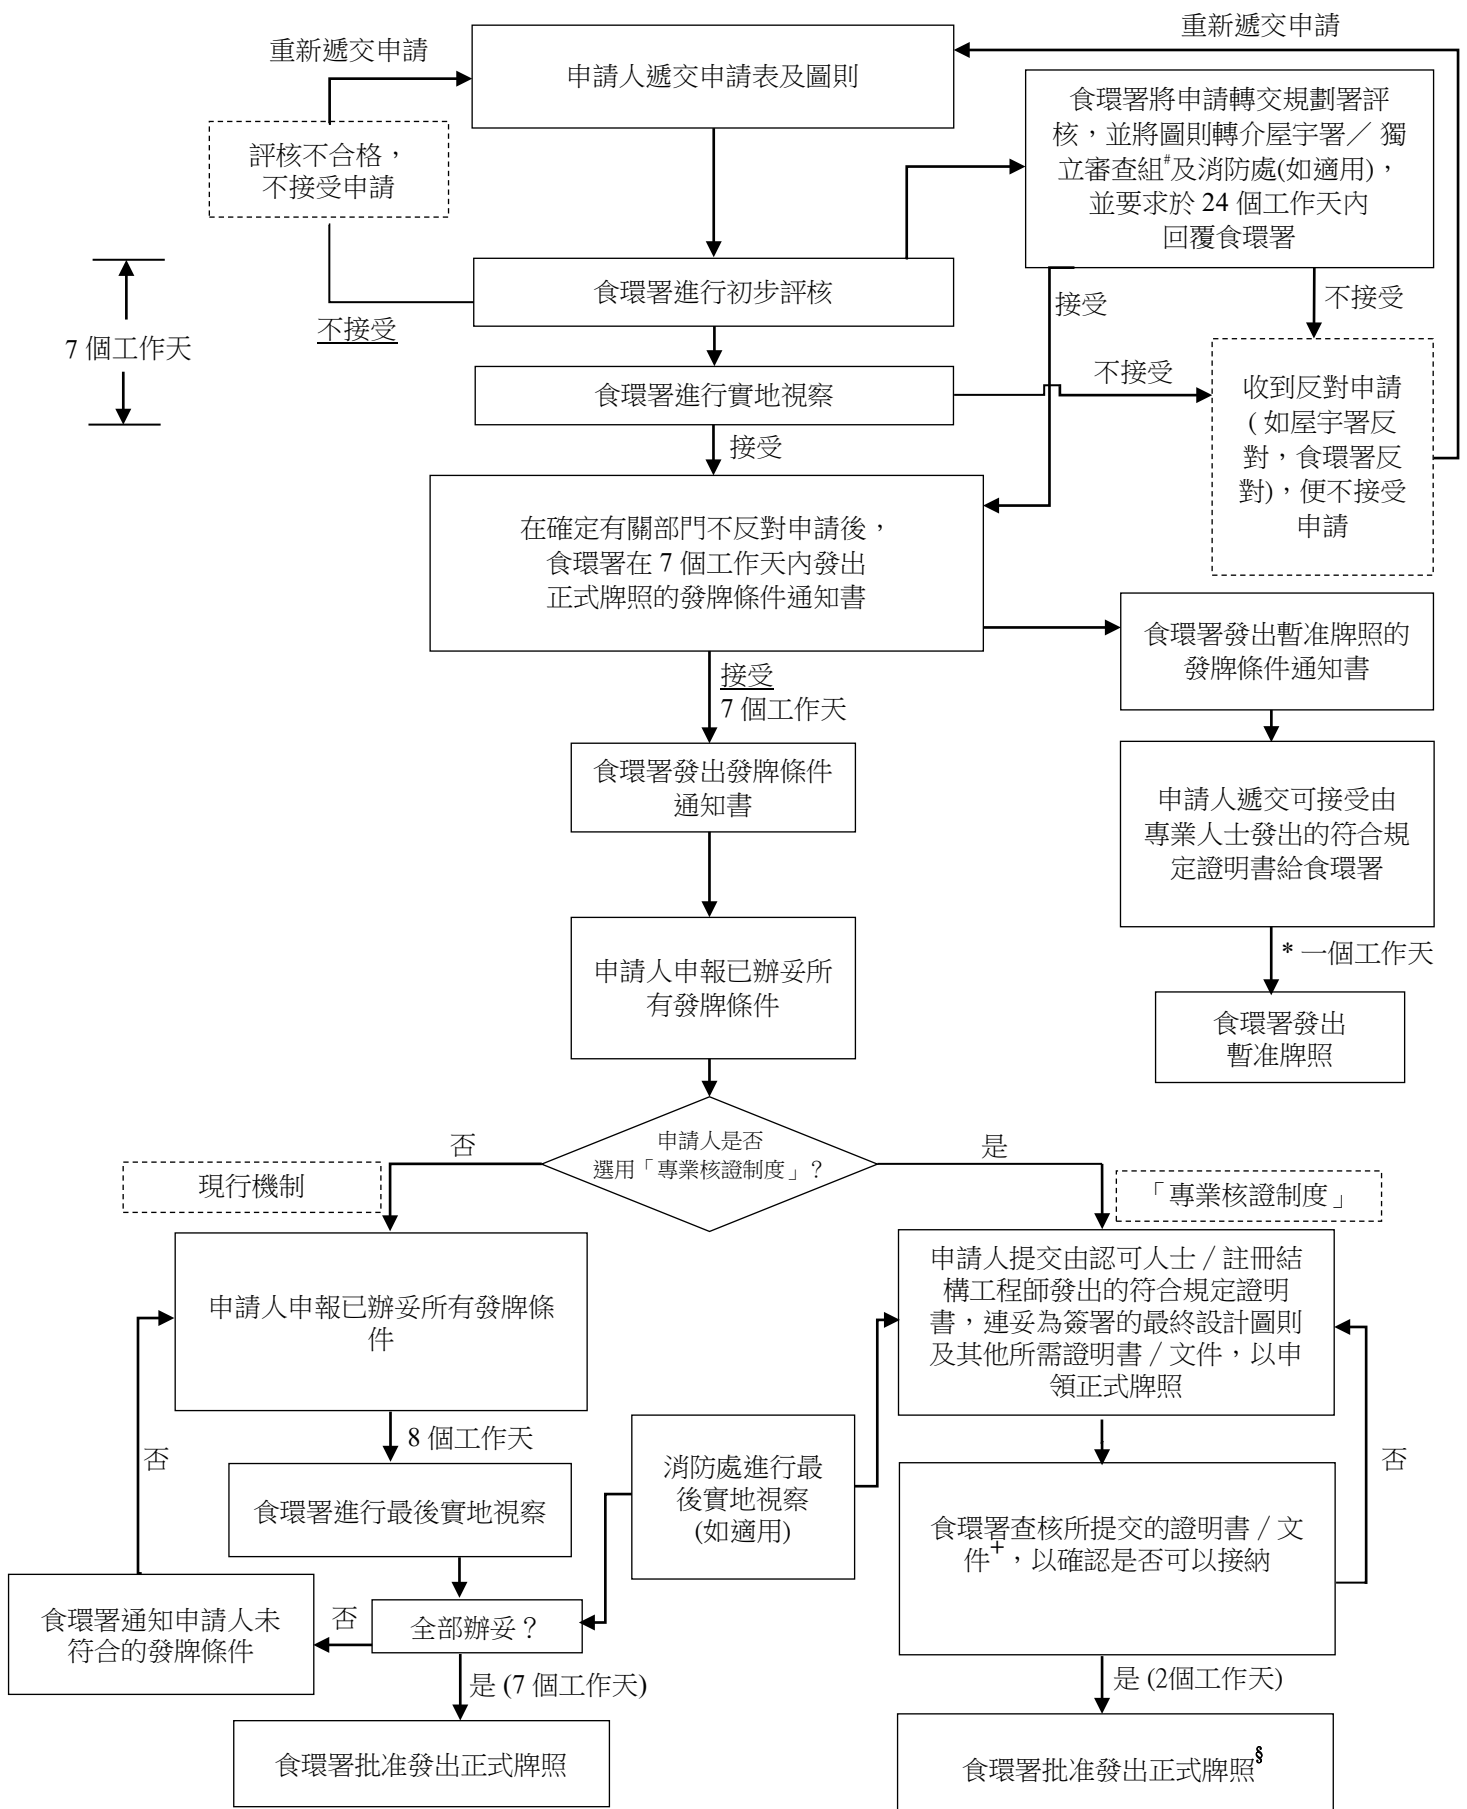 重新遞交申請
重新遞交申請
申請人遞交申請表及圖則
食環署將申請轉交規劃署評
核，並將圖則轉介屋宇署／ 獨
立審查組#及消防處(如適用)，
並要求於 24 個工作天內
回覆食環署
評核不合格，
不接受申請
食環署進行初步評核
不接受
7 個工作天
接受
不接受
食環署進行實地視察
不接受
收到反對申請
( 如屋宇署反
對，食環署反
對)，便不接受
申請
接受
在確定有關部門不反對申請後，
食環署在 7 個工作天內發出
正式牌照的發牌條件通知書
食環署發出暫准牌照的
發牌條件通知書
接受
7 個工作天
食環署發出發牌條件
通知書
申請人遞交可接受由
專業人士發出的符合規
定證明書給食環署
* 一個工作天
申請人申報已辦妥所
有發牌條件
食環署發出
暫准牌照
申請人是否
選用「專業核證制度」？
否
是
現行機制
「專業核證制度」
申請人申報已辦妥所有發牌條
件
申請人提交由認可人士 / 註冊結
構工程師發出的符合規定證明
書，連妥為簽署的最終設計圖則
及其他所需證明書 / 文件，以申
領正式牌照
8 個工作天
否
消防處進行最
後實地視察
(如適用)
否
食環署進行最後實地視察
食環署查核所提交的證明書 / 文
件+，以確認是否可以接納
食環署通知申請人未
符合的發牌條件
否
全部辦妥？
是 (7 個工作天)
是 (2個工作天)
食環署批准發出正式牌照
食環署批准發出正式牌照§